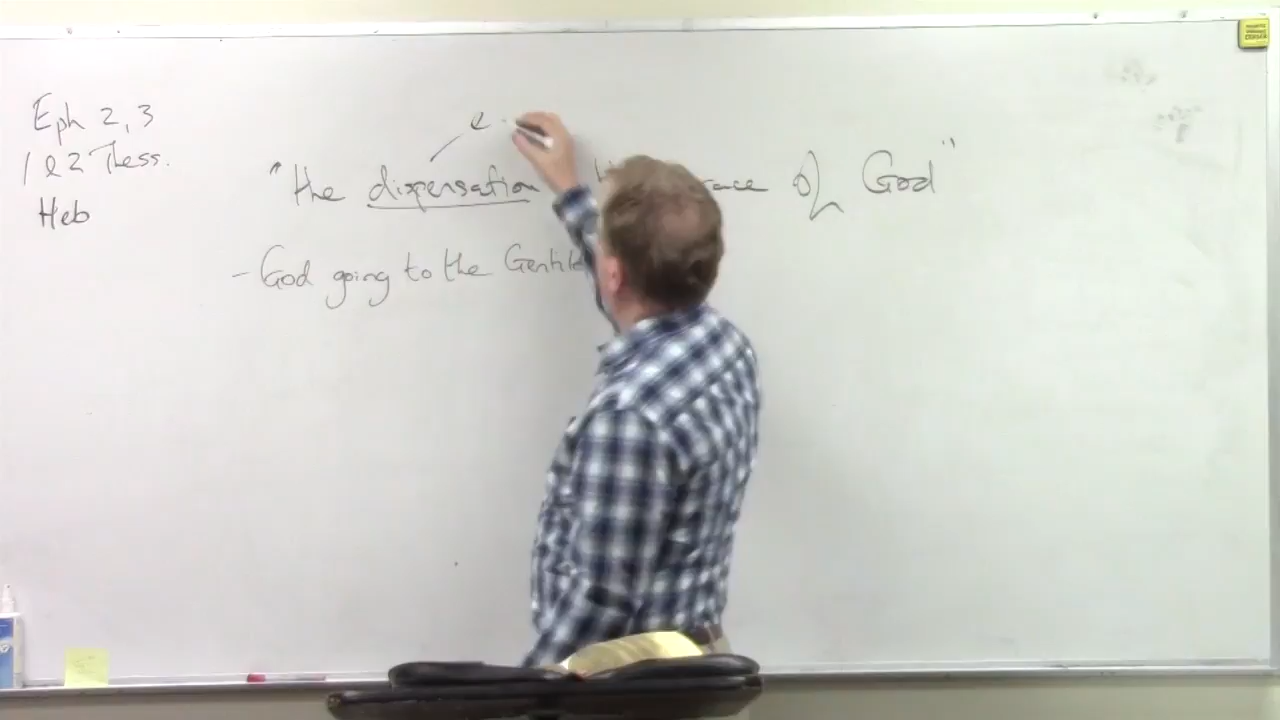 Eph 2, 3
1 & 2 Thess.
Heb
e
"the dispensation of God"
- God going to the Gentile